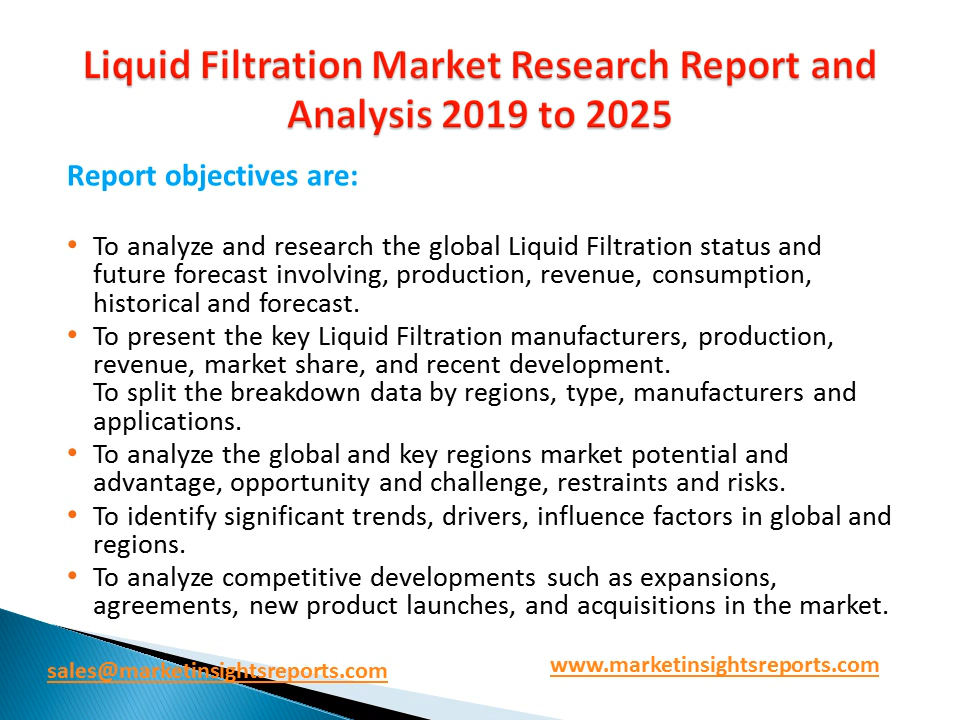 Liquid Filtration Market Research Report and
Analysis 2019 to 2025
Report objectives are:
• To analyze and research the global Liquid Filtration status and
future forecast involving, production, revenue, consumption,
historical and forecast.
• To present the key Liquid Filtration manufacturers, production,
revenue, market share, and recent development.
To split the breakdown data by regions, type, manufacturers and
applications.
• To analyze the global and key regions market potential and
advantage, opportunity and challenge, restraints and risks.
• To identify significant trends, drivers, influence factors in global and
regions.
• To analyze competitive developments such as expansions,
agreements, new product launches, and acquisitions in the market.
sales@marketinsightsreports.com
www.marketinsightsreports.com